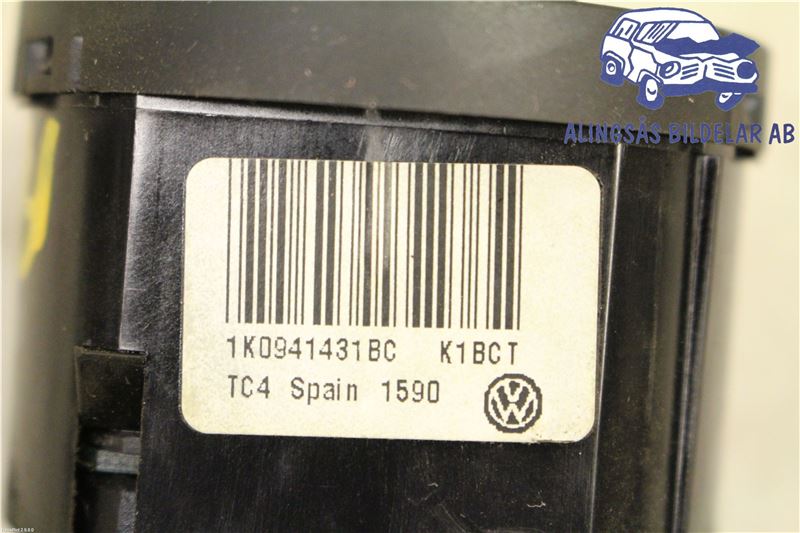 ALINGSÅS BILDELAR AB
1K0941431BC K1BCT
TC4 Spain 1590